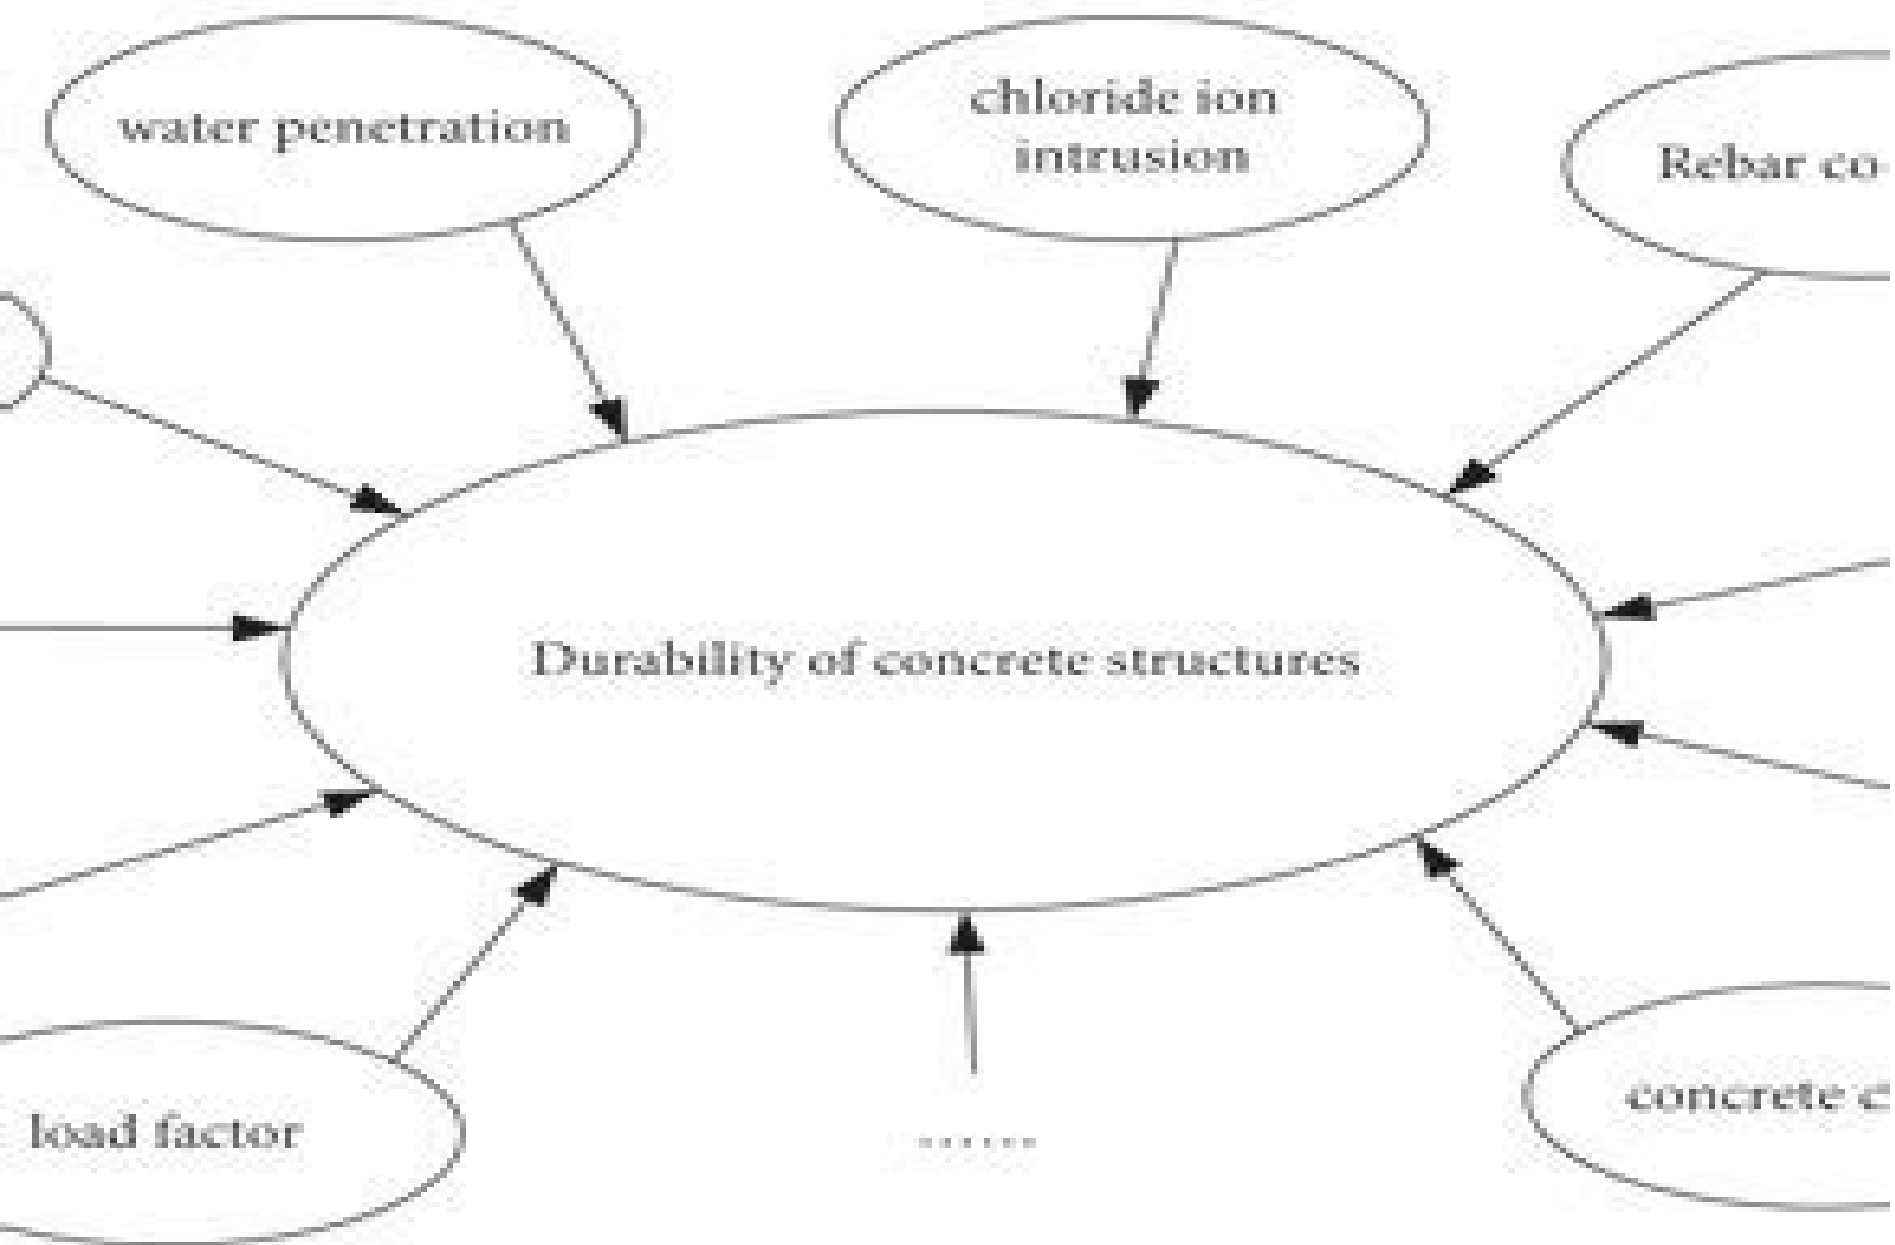 water penetration
chloride ion
intrusion
Rebar co
Durability of concrete structures
load factor
......
concrete